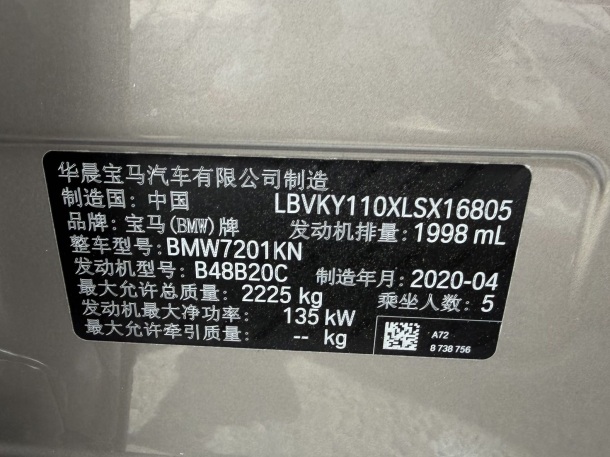 华晨宝马汽车有限公司制造
制造国: 中国 LBVKY110XLSX16805
品牌: 宝马(BMW)牌 发动机排量: 1998 mL
整车型号: BMW7201KN
发动机型号: B48B20C 制造年月: 2020-04
最大允许总质量: 2225 kg 乘坐人数: 5
发动机最大净功率: 135 kW
最大允许牵引质量: -- kg
A72
8 738 756